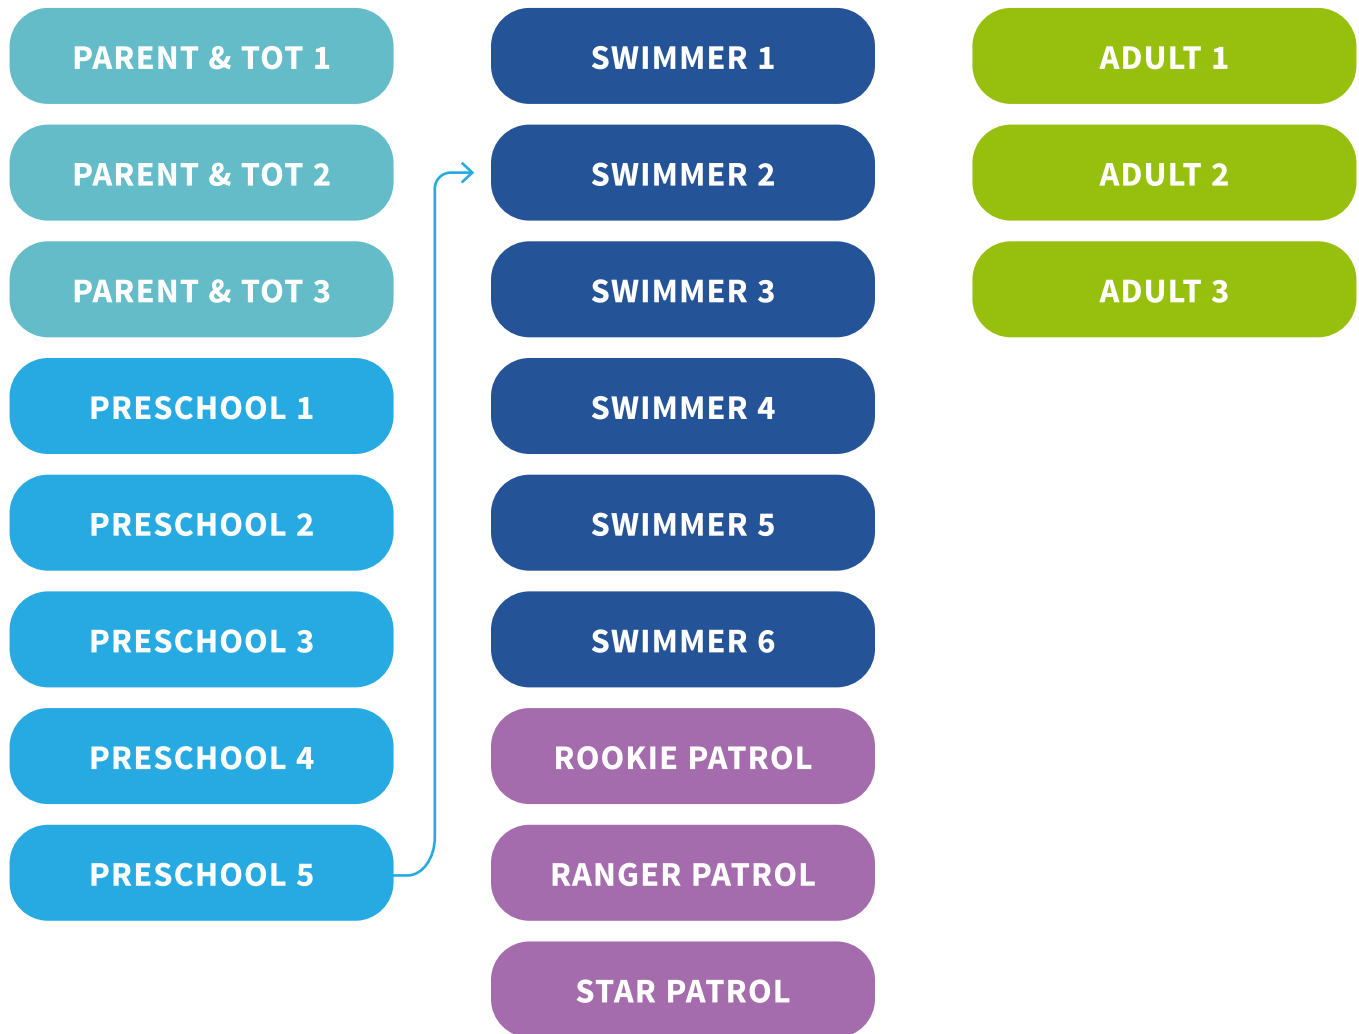 PARENT & TOT 1
PARENT & TOT 2
PARENT & TOT 3
PRESCHOOL 1
PRESCHOOL 2
PRESCHOOL 3
PRESCHOOL 4
PRESCHOOL 5
SWIMMER 1
SWIMMER 2
SWIMMER 3
SWIMMER 4
SWIMMER 5
SWIMMER 6
ROOKIE PATROL
RANGER PATROL
STAR PATROL
ADULT 1
ADULT 2
ADULT 3